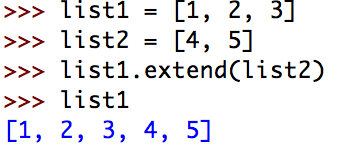 >>> list1 = [1, 2, 3]
>>> list2 = [4, 5]
>>> list1.extend(list2)
>>> list1
[1, 2, 3, 4, 5]